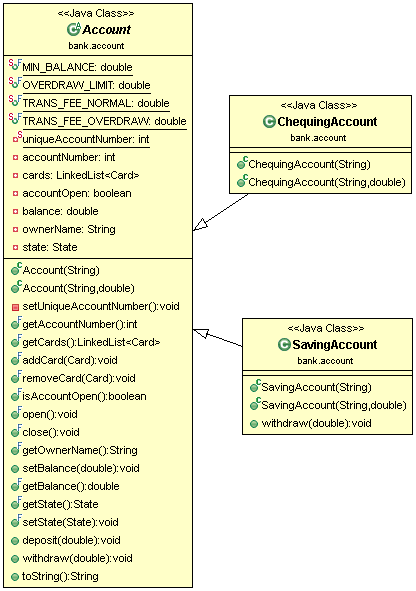 <<Java Class>>
Account
bank.account
MIN_BALANCE: double
OVERDRAW_LIMIT: double
TRANS_FEE_NORMAL: double
TRANS_FEE_OVERDRAW: double
uniqueAccountNumber: int
accountNumber: int
cards: LinkedList<Card>
accountOpen: boolean
balance: double
ownerName: String
state: State
Account(String)
Account(String,double)
setUniqueAccountNumber():void
getAccountNumber():int
getCards():LinkedList<Card>
addCard(Card):void
removeCard(Card):void
isAccountOpen():boolean
open():void
close():void
getOwnerName():String
setBalance(double):void
getBalance():double
getState():State
setState(State):void
deposit(double):void
withdraw(double):void
toString():String
<<Java Class>>
ChequingAccount
bank.account
ChequingAccount(String)
ChequingAccount(String,double)
<<Java Class>>
SavingAccount
bank.account
SavingAccount(String)
SavingAccount(String,double)
withdraw(double):void